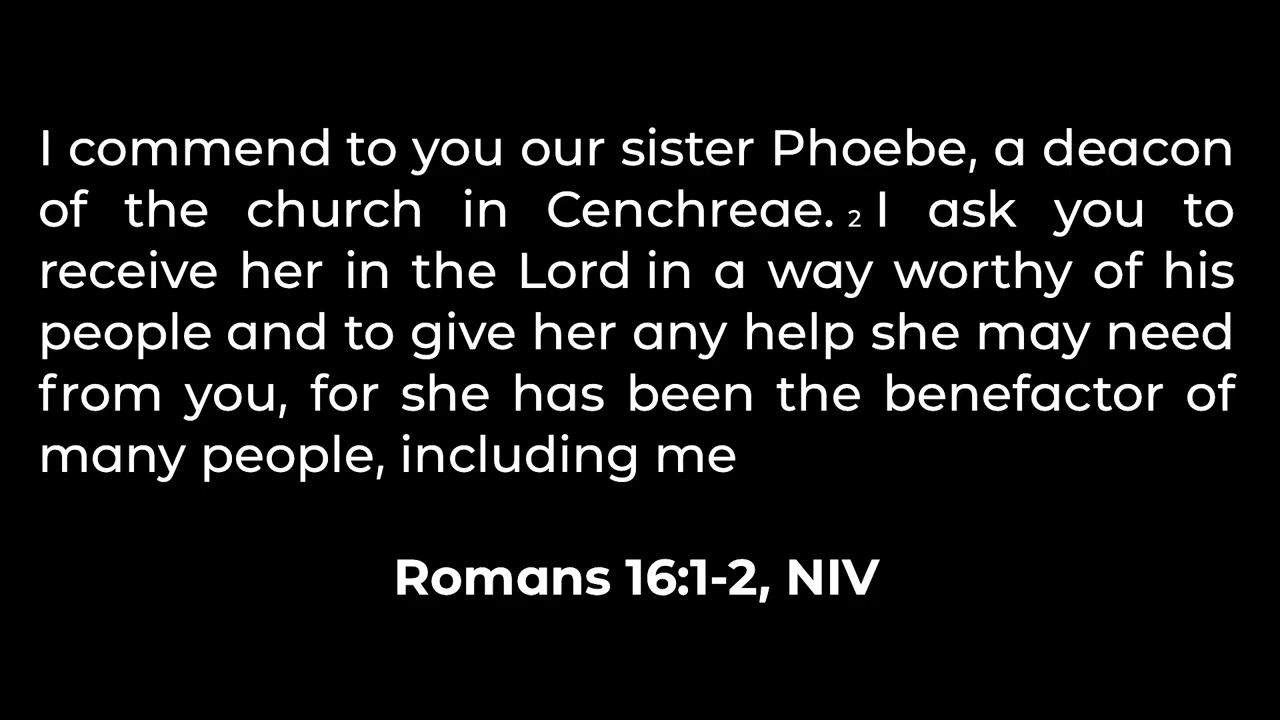 I commend to you our sister Phoebe, a deacon
of the church in Cenchreae. 2 I ask you to
receive her in the Lord in a way worthy of his
people and to give her any help she may need
from you, for she has been the benefactor of
many people, including me
Romans 16:1-2, NIV